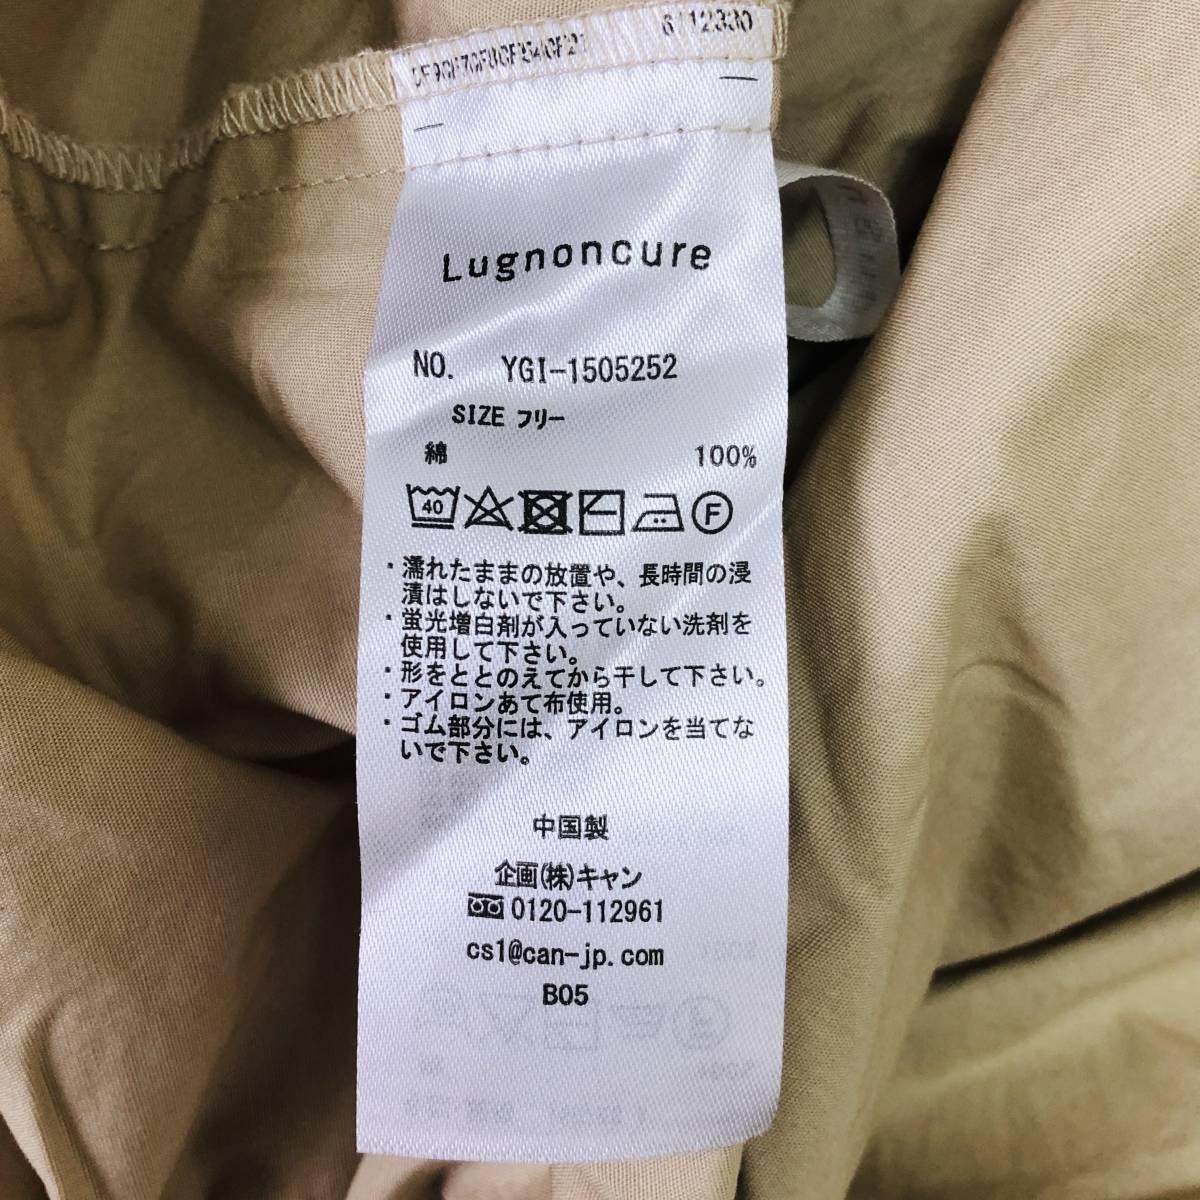 6/12330
Lugnoncure
NO. YGI-1505252
SIZE フリー
綿 100%
40
F
・濡れたままの放置や、長時間の浸
漬はしないで下さい。
・蛍光増白剤が入っていない洗剤を
使用して下さい。
・形をととのえてから干して下さい。
・アイロンあて布使用。
・ゴム部分には、アイロンを当てな
いで下さい。
中国製
企画(株)キャン
0120-112961
cs1@can-jp.com
B05